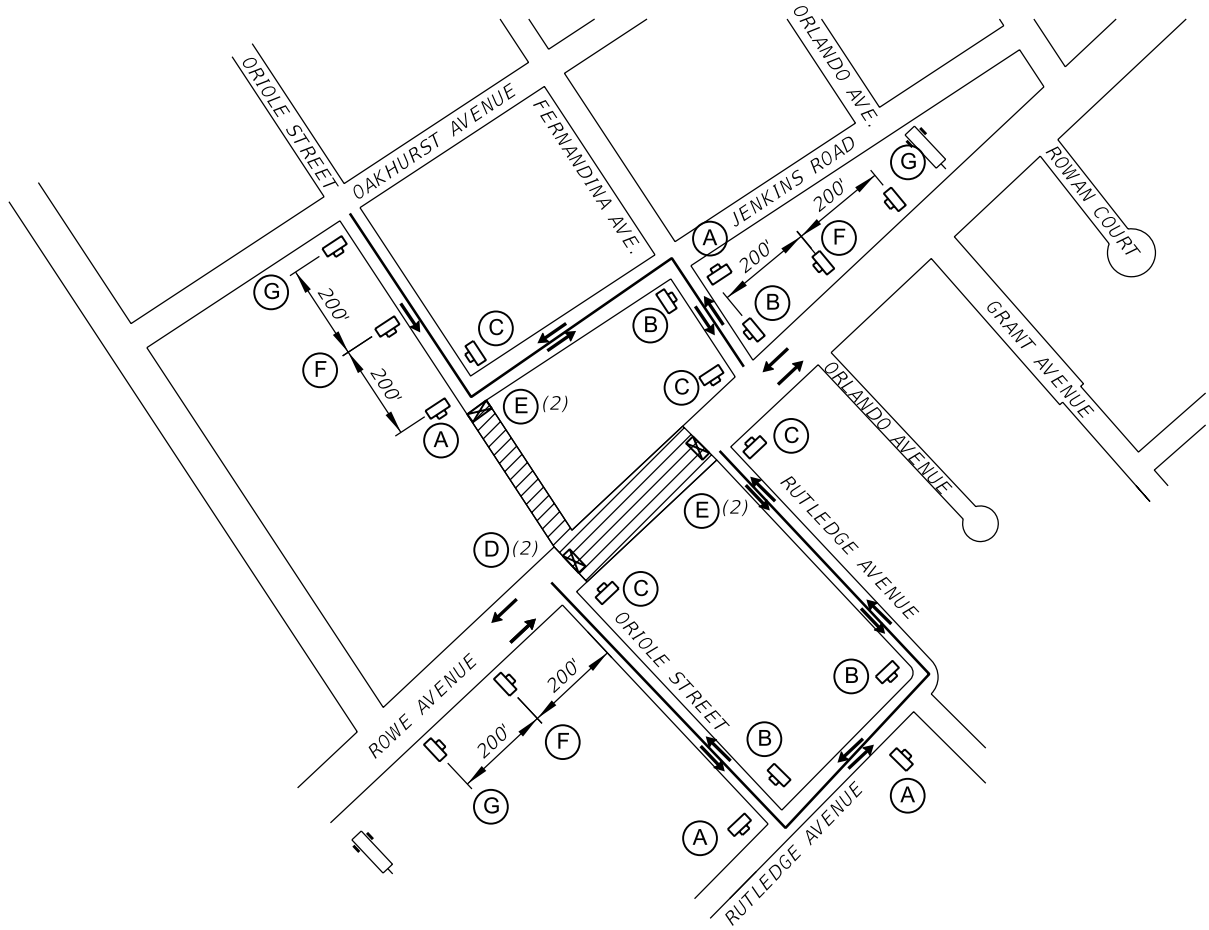 ORLANDO AVE.
ORIOLE STREET
OAKHURST AVENUE
FERNANDINA AVE.
JENKINS ROAD
G
ROWAN COURT
200'
A
F
200'
G
B
200'
C
B
GRANT AVENUE
F
200'
C
ORLANDO AVENUE
E (2)
A
C
RUTLEDGE AVENUE
E (2)
D (2)
C
ORIOLE STREET
ROWE AVENUE
200'
B
F
200'
B
G
A
A
RUTLEDGE AVENUE